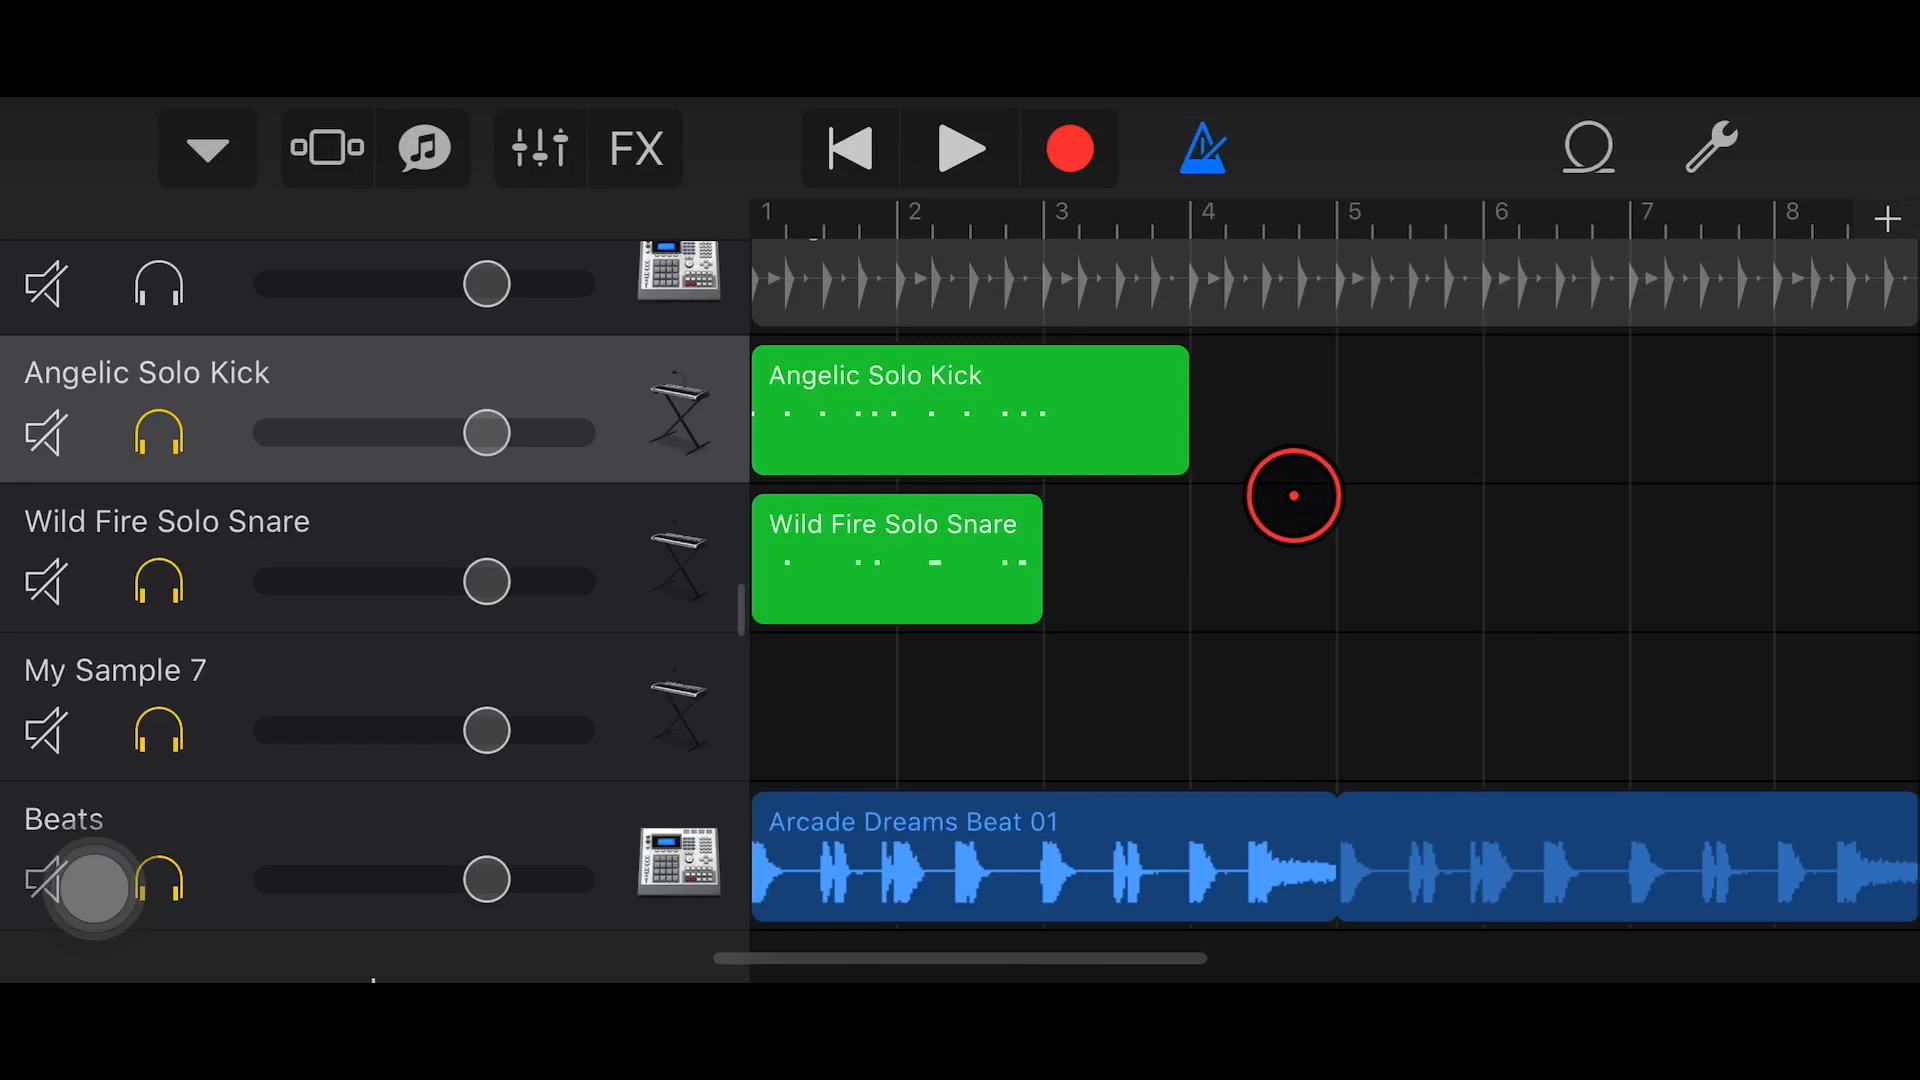 FX
1 2 3 4 5 6 7 8 +
Angelic Solo Kick
Angelic Solo Kick
Wild Fire Solo Snare
Wild Fire Solo Snare
My Sample 7
Beats
Arcade Dreams Beat 01